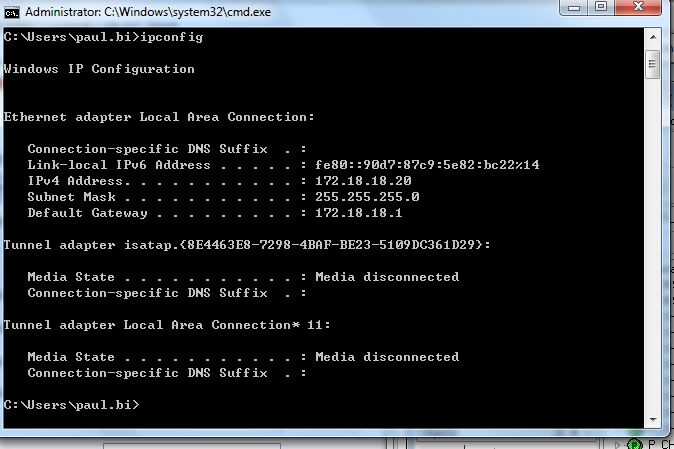 Administrator: C:\Windows\system32\cmd.exe
C:\Users\paul.bi>ipconfig
Windows IP Configuration
Ethernet adapter Local Area Connection:
Connection-specific DNS Suffix . :
Link-local IPv6 Address . . . . . : fe80::90d7:87c9:5e82:bc22%14
IPv4 Address. . . . . . . . . . . : 172.18.18.20
Subnet Mask . . . . . . . . . . . : 255.255.255.0
Default Gateway . . . . . . . . . : 172.18.18.1
Tunnel adapter isatap.{8E4463E8-7298-4BAF-BE23-5109DC361D29}:
Media State . . . . . . . . . . . : Media disconnected
Connection-specific DNS Suffix . :
Tunnel adapter Local Area Connection* 11:
Media State . . . . . . . . . . . : Media disconnected
Connection-specific DNS Suffix . :
C:\Users\paul.bi>
P CH